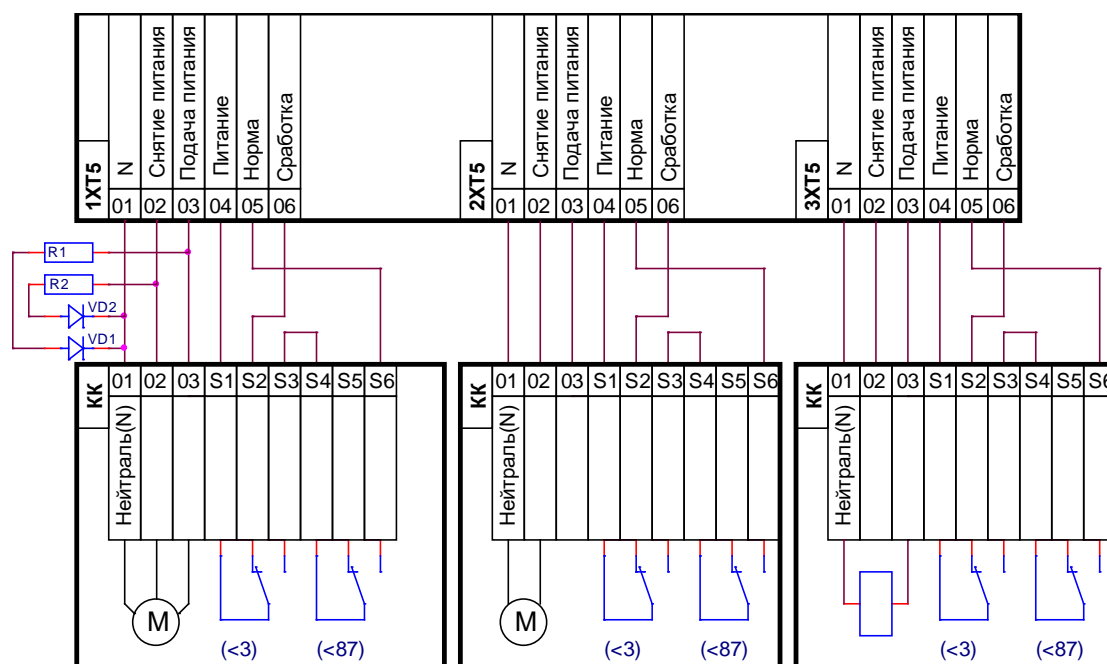 1XT5
N
Снятие питания
Подача питания
Питание
Норма
Сработка
01 02 03 04 05 06
2XT5
N
Снятие питания
Подача питания
Питание
Норма
Сработка
01 02 03 04 05 06
3XT5
N
Снятие питания
Подача питания
Питание
Норма
Сработка
01 02 03 04 05 06
R1
R2
VD2
VD1
КК
01 02 03 S1 S2 S3 S4 S5 S6
Нейтраль(N)
M
(<3)
(<87)
КК
01 02 03 S1 S2 S3 S4 S5 S6
Нейтраль(N)
M
(<3)
(<87)
КК
01 02 03 S1 S2 S3 S4 S5 S6
Нейтраль(N)
(<3)
(<87)